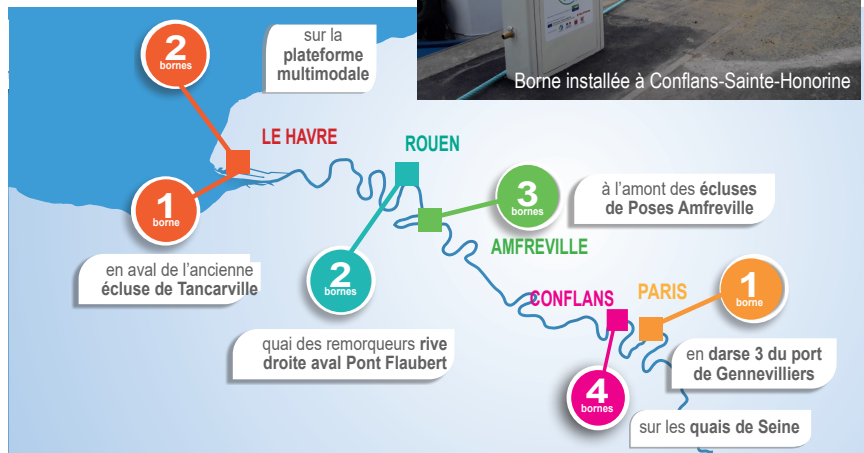 Borne installée à Conflans-Sainte-Honorine
2
bornes
sur la
plateforme
multimodale
LE HAVRE
ROUEN
1
borne
3
bornes
à l'amont des écluses
de Poses Amfreville
AMFREVILLE
en aval de l'ancienne
écluse de Tancarville
2
bornes
CONFLANS
PARIS
1
borne
quai des remorqueurs rive
droite aval Pont Flaubert
en darse 3 du port
de Gennevilliers
4
bornes
sur les quais de Seine